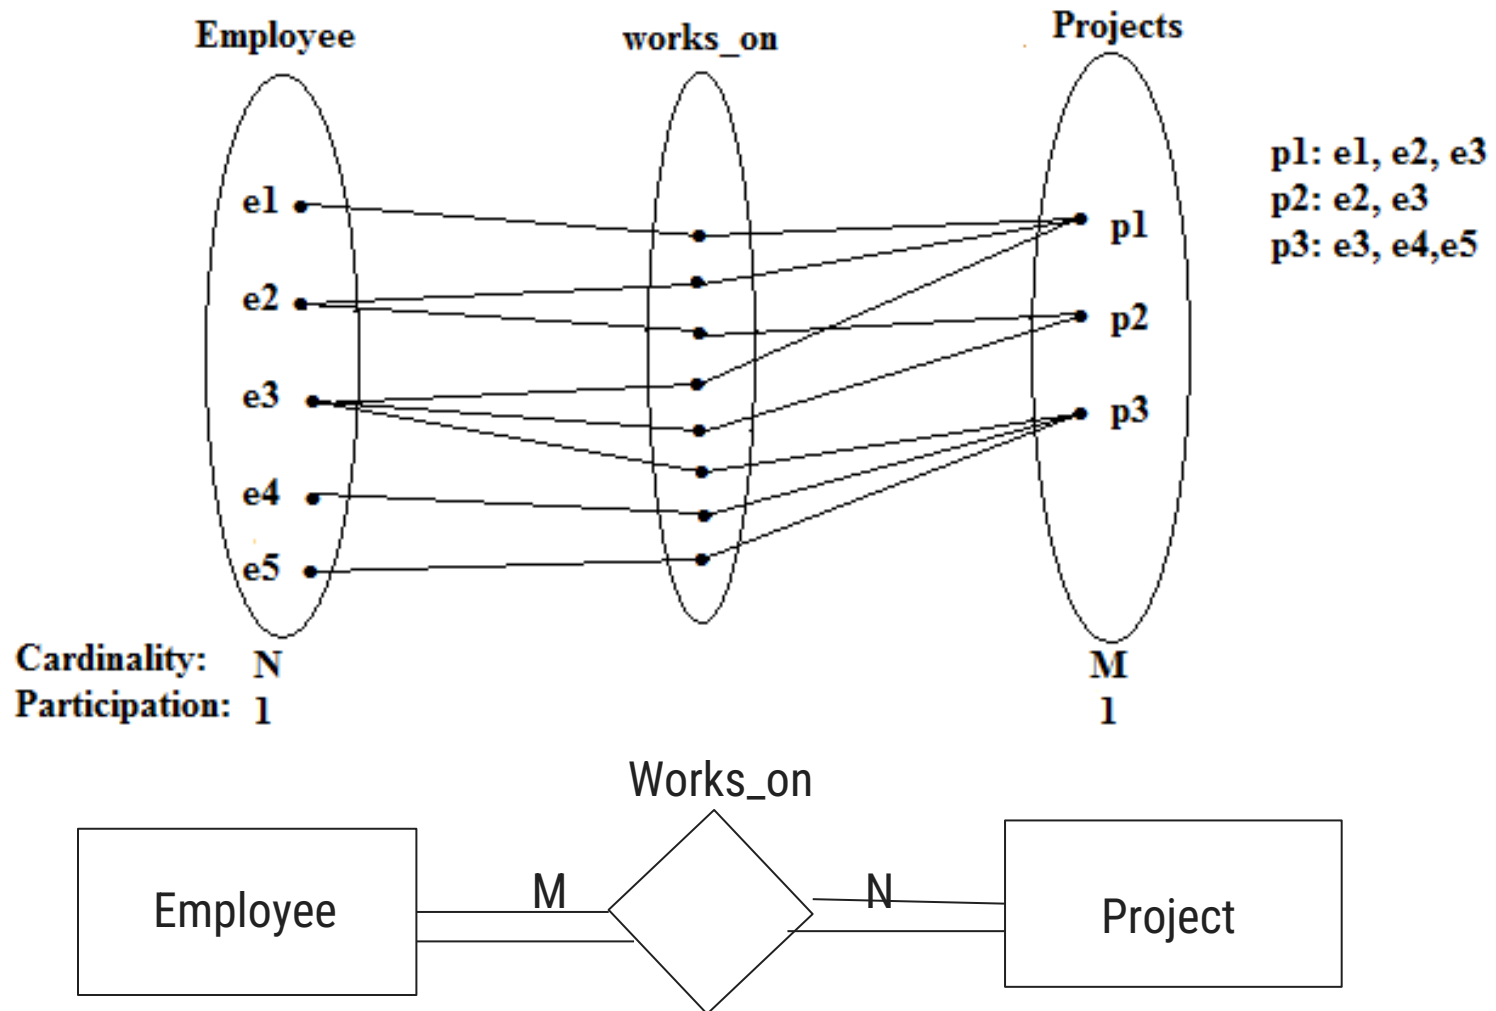 Employee
works_on
Projects
e1
e2
e3
e4
e5
p1
p2
p3
p1: e1, e2, e3
p2: e2, e3
p3: e3, e4,e5
Cardinality: N M
Participation: 1 1
Works_on
Employee
M
N
Project